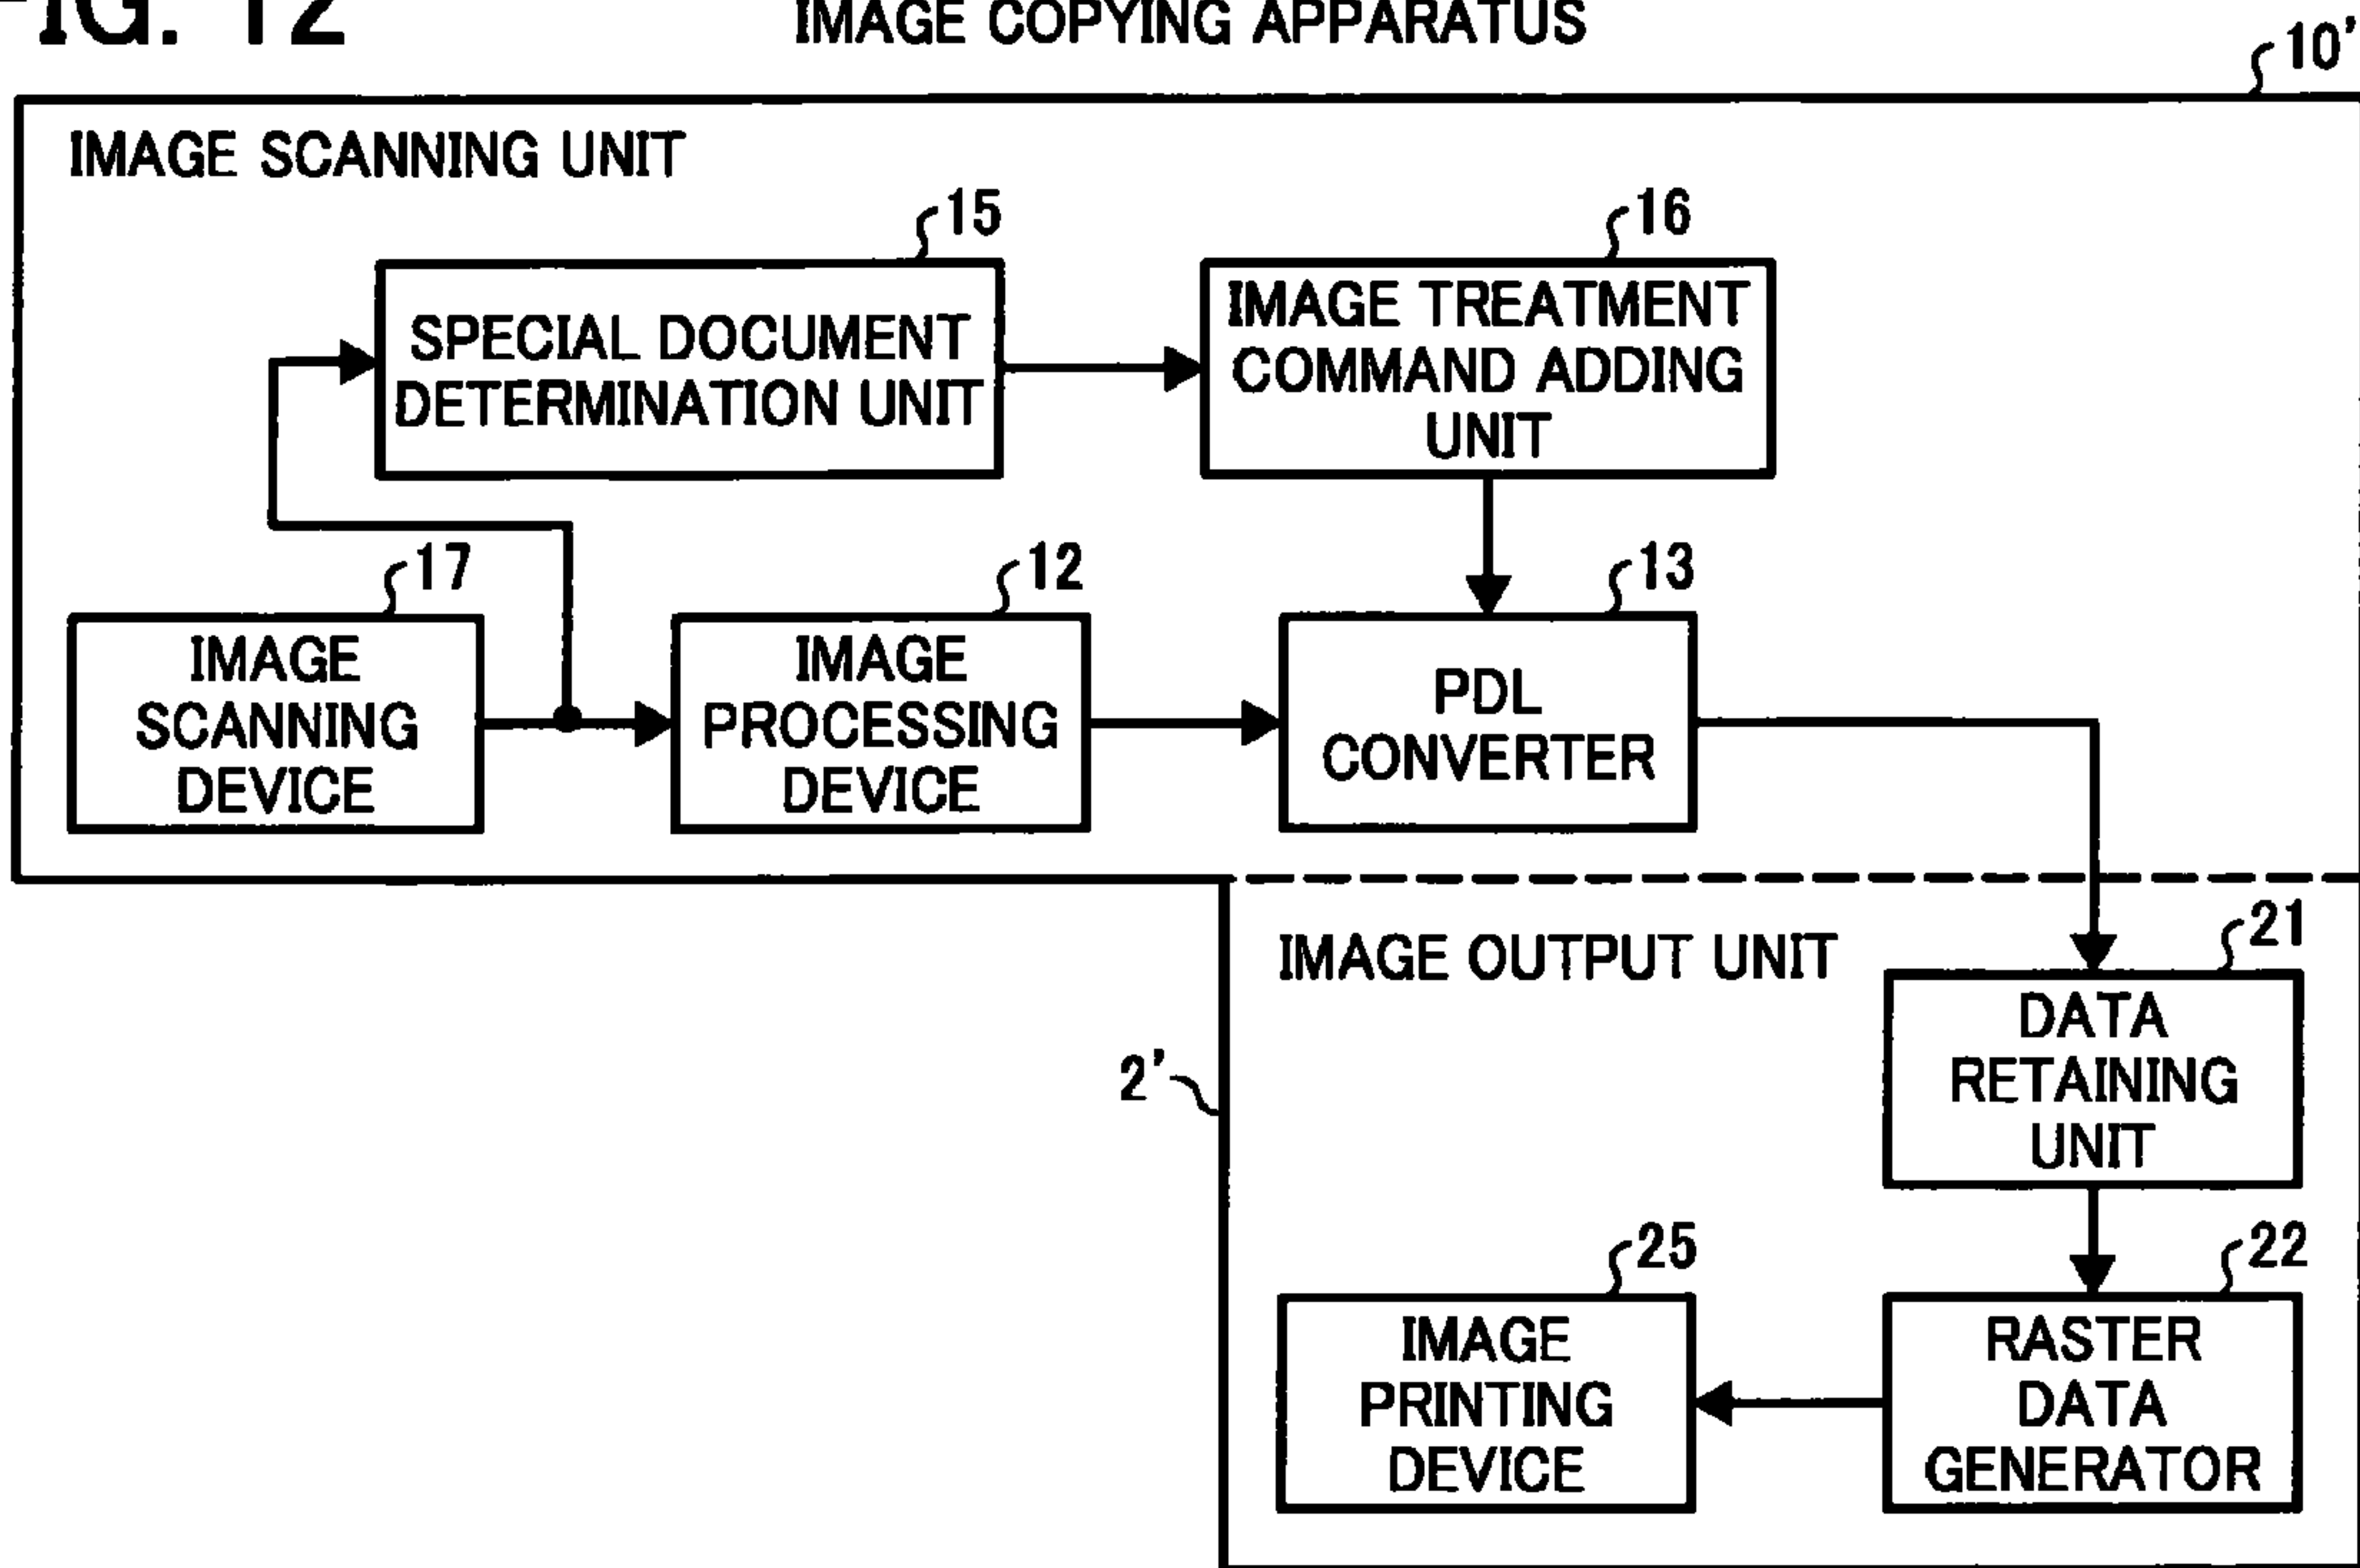 FIG. 12
IMAGE COPYING APPARATUS
10'
IMAGE SCANNING UNIT
15
SPECIAL DOCUMENT
DETERMINATION UNIT
16
IMAGE TREATMENT
COMMAND ADDING
UNIT
17
IMAGE
SCANNING
DEVICE
12
IMAGE
PROCESSING
DEVICE
13
PDL
CONVERTER
IMAGE OUTPUT UNIT
2'
21
DATA
RETAINING
UNIT
25
IMAGE
PRINTING
DEVICE
22
RASTER
DATA
GENERATOR